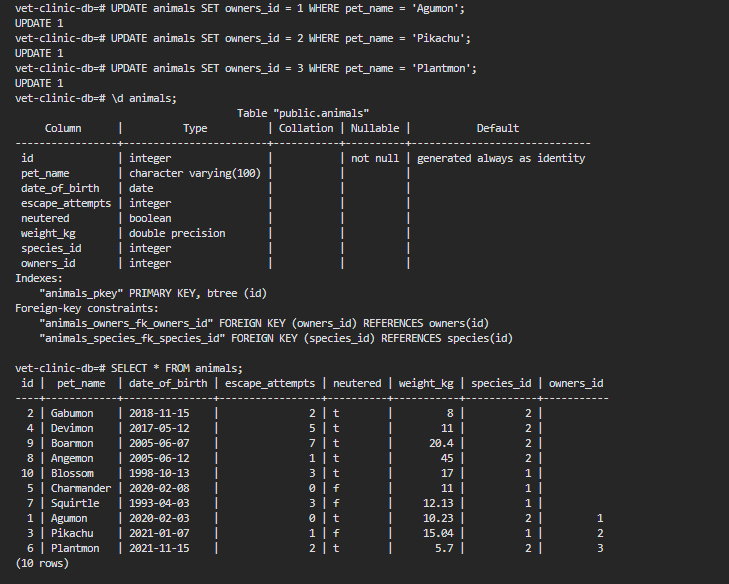 vet-clinic-db=# UPDATE animals SET owners_id = 1 WHERE pet_name = 'Agumon';
UPDATE 1
vet-clinic-db=# UPDATE animals SET owners_id = 2 WHERE pet_name = 'Pikachu';
UPDATE 1
vet-clinic-db=# UPDATE animals SET owners_id = 3 WHERE pet_name = 'Plantmon';
UPDATE 1
vet-clinic-db=# \d animals;
                                     Table "public.animals"
     Column      |          Type          | Collation | Nullable |           Default
-----------------+------------------------+-----------+----------+------------------------------
 id              | integer                |           | not null | generated always as identity
 pet_name        | character varying(100) |           |          |
 date_of_birth   | date                   |           |          |
 escape_attempts | integer                |           |          |
 neutered        | boolean                |           |          |
 weight_kg       | double precision       |           |          |
 species_id      | integer                |           |          |
 owners_id       | integer                |           |          |
Indexes:
    "animals_pkey" PRIMARY KEY, btree (id)
Foreign-key constraints:
    "animals_owners_fk_owners_id" FOREIGN KEY (owners_id) REFERENCES owners(id)
    "animals_species_fk_species_id" FOREIGN KEY (species_id) REFERENCES species(id)
vet-clinic-db=# SELECT * FROM animals;
 id |  pet_name  | date_of_birth | escape_attempts | neutered | weight_kg | species_id | owners_id
----+------------+---------------+-----------------+----------+-----------+------------+-----------
  2 | Gabumon    | 2018-11-15    |               2 | t        |         8 |          2 |
  4 | Devimon    | 2017-05-12    |               5 | t        |        11 |          2 |
  9 | Boarmon    | 2005-06-07    |               7 | t        |      20.4 |          2 |
  8 | Angemon    | 2005-06-12    |               1 | t        |        45 |          2 |
 10 | Blossom    | 1998-10-13    |               3 | t        |        17 |          1 |
  5 | Charmander | 2020-02-08    |               0 | f        |        11 |          1 |
  7 | Squirtle   | 1993-04-03    |               3 | f        |     12.13 |          1 |
  1 | Agumon     | 2020-02-03    |               0 | t        |     10.23 |          2 |         1
  3 | Pikachu    | 2021-01-07    |               1 | f        |     15.04 |          1 |         2
  6 | Plantmon   | 2021-11-15    |               2 | t        |       5.7 |          2 |         3
(10 rows)